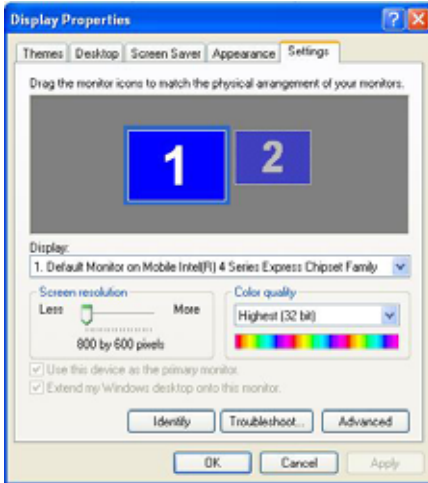 Display Properties
Themes Desktop Screen Saver Appearance Settings
Drag the monitor icons to match the physical arrangement of your monitors.
1 2
Display:
1. Default Monitor on Mobile Intel(R) 4 Series Express Chipset Family
Screen resolution
Less More
800 by 600 pixels
Color quality
Highest (32 bit)
Use this device as the primary monitor.
Extend my Windows desktop onto this monitor.
Identify Troubleshoot... Advanced
OK Cancel Apply